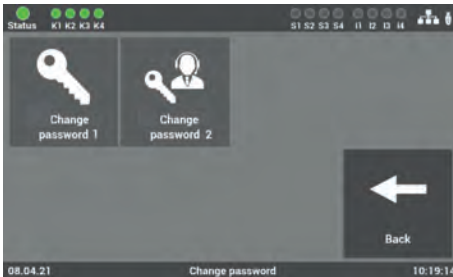 Status K1 K2 K3 K4 S1 S2 S3 S4 I1 I2 I3 I4
Change
password 1
Change
password 2
Back
08.04.21 Change password 10:19:14